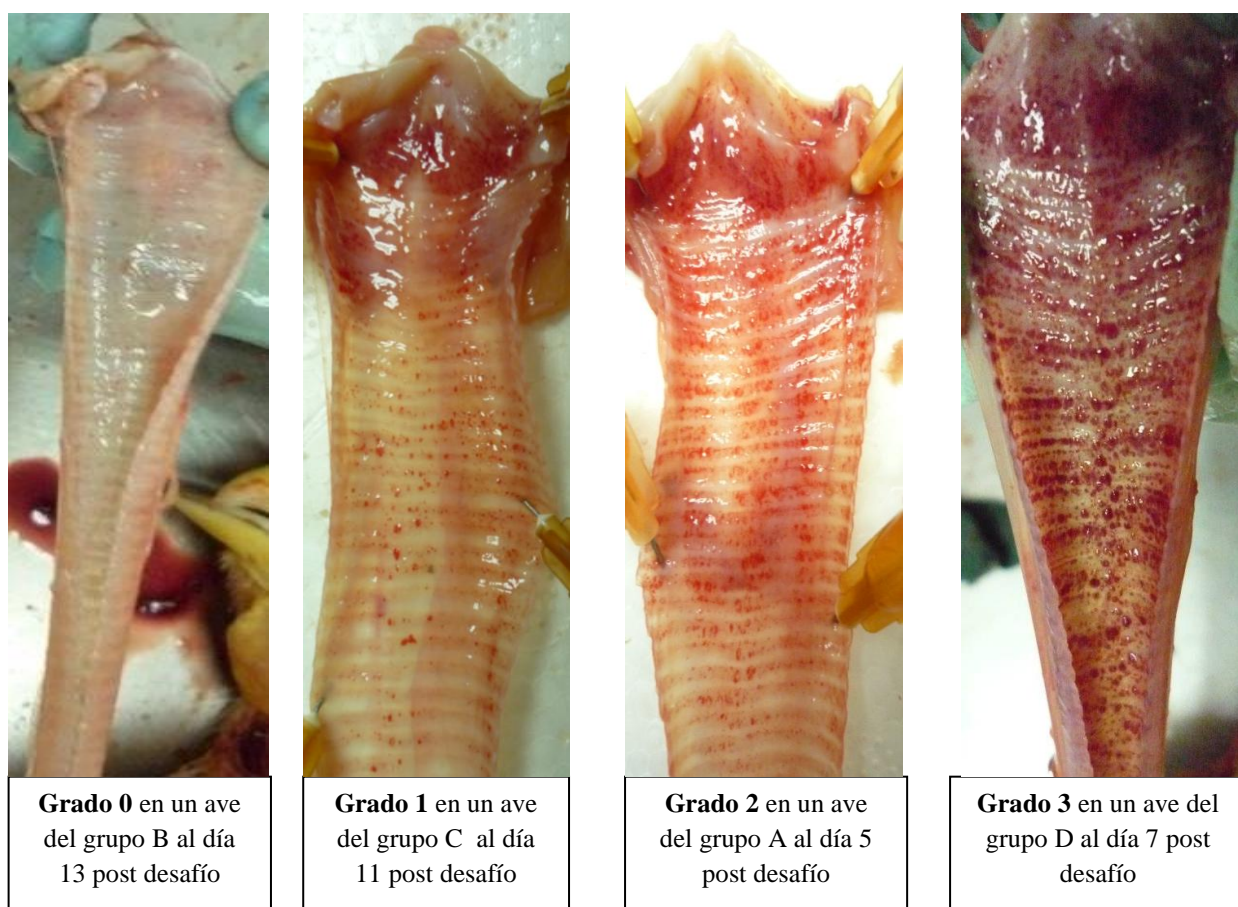 Grado 0 en un ave
del grupo B al día
13 post desafío
Grado 1 en un ave
del grupo C al día
11 post desafío
Grado 2 en un ave
del grupo A al día 5
post desafío
Grado 3 en un ave del
grupo D al día 7 post
desafío